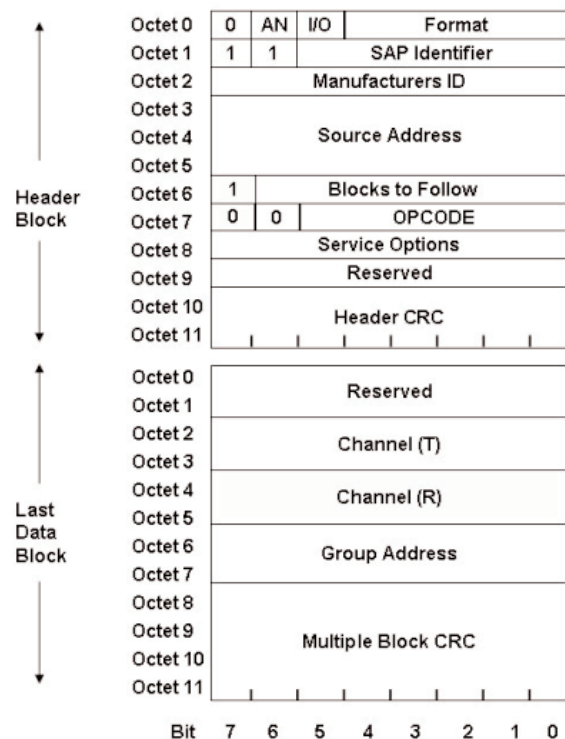 Octet 0 0 AN I/O Format
Octet 1 1 1 SAP Identifier
Octet 2 Manufacturers ID
Octet 3
Octet 4 Source Address
Octet 5
Octet 6 1 Blocks to Follow
Header
Block
Octet 7 0 0 OPCODE
Octet 8 Service Options
Octet 9 Reserved
Octet 10
Header CRC
Octet 11
Octet 0
Reserved
Octet 1
Octet 2
Channel (T)
Octet 3
Octet 4
Channel (R)
Octet 5
Last
Data
Block
Octet 6
Group Address
Octet 7
Octet 8
Octet 9
Multiple Block CRC
Octet 10
Octet 11
Bit 7 6 5 4 3 2 1 0